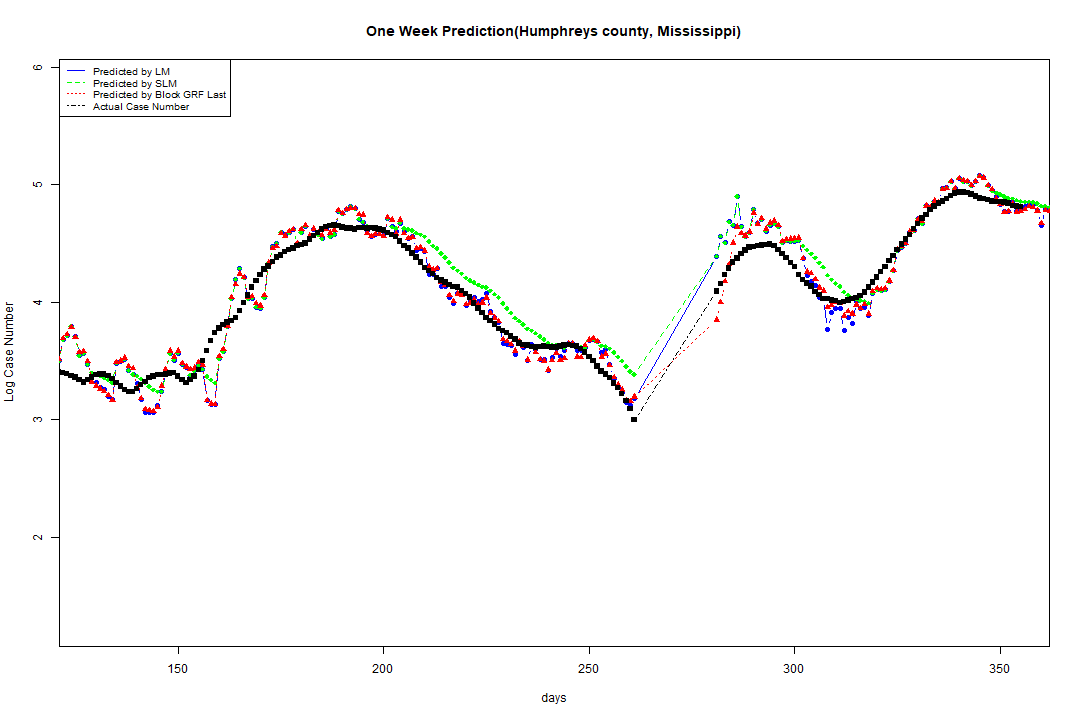 One Week Prediction(Humphreys county, Mississippi)
Predicted by LM
Predicted by SLM
Predicted by Block GRF Last
Actual Case Number
Log Case Number
6
5
4
3
2
150 200 250 300 350
days